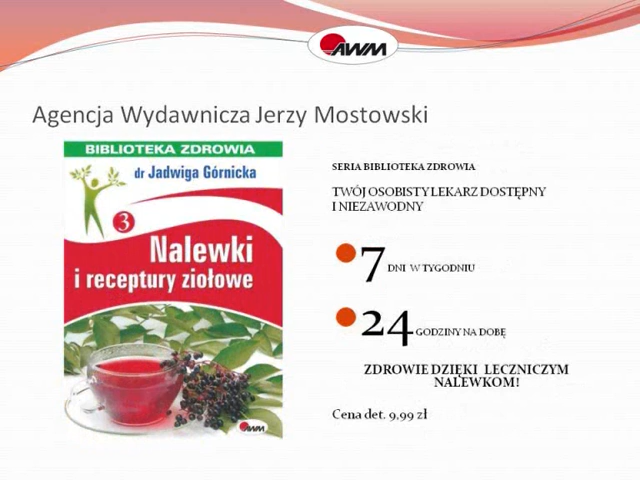 AWM
Agencja Wydawnicza Jerzy Mostowski
BIBLIOTEKA ZDROWIA
dr Jadwiga Górnicka
3
Nalewki
i receptury ziołowe
AWM
SERIA BIBLIOTEKA ZDROWIA
TWÓJ OSOBISTY LEKARZ DOSTĘPNY
I NIEZAWODNY
7 DNI W TYGODNIU
24 GODZINY NA DOBĘ
ZDROWIE DZIĘKI LECZNICZYM
NALEWKOM!
Cena det. 9,99 zł